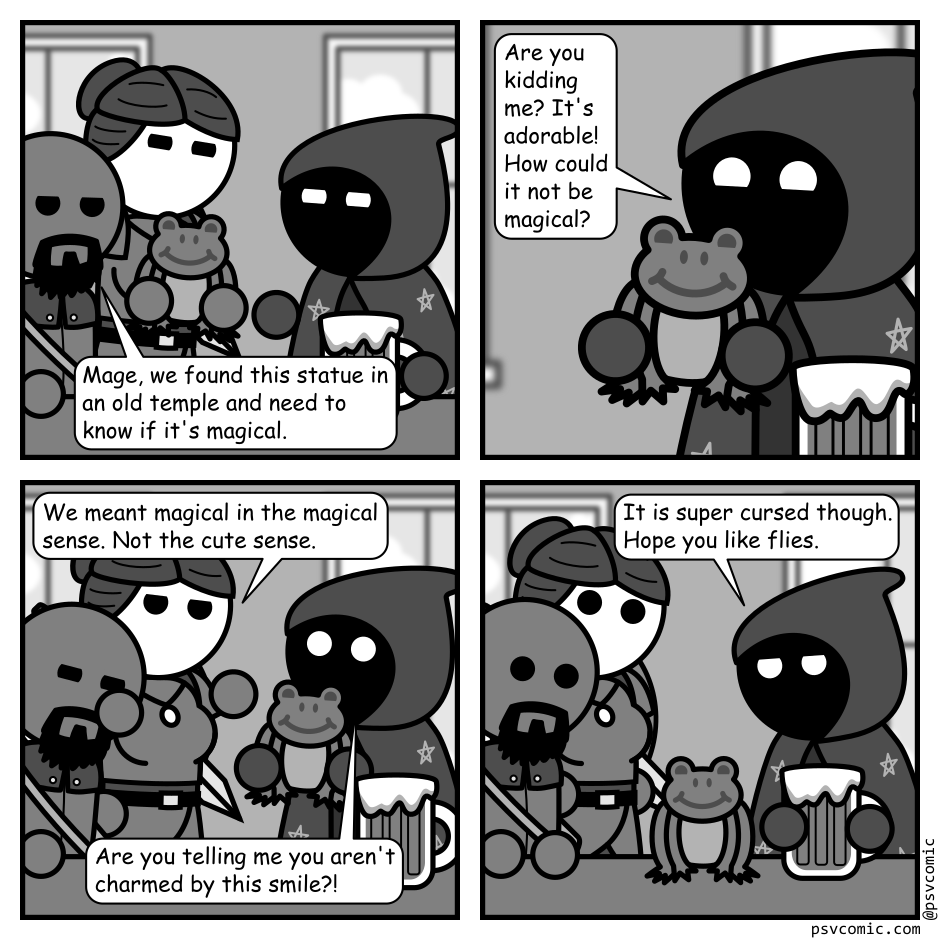 Mage, we found this statue in
an old temple and need to
know if it's magical.
Are you
kidding
me? It's
adorable!
How could
it not be
magical?
We meant magical in the magical
sense. Not the cute sense.
Are you telling me you aren't
charmed by this smile?!
It is super cursed though.
Hope you like flies.
@psvcomic
psvcomic.com